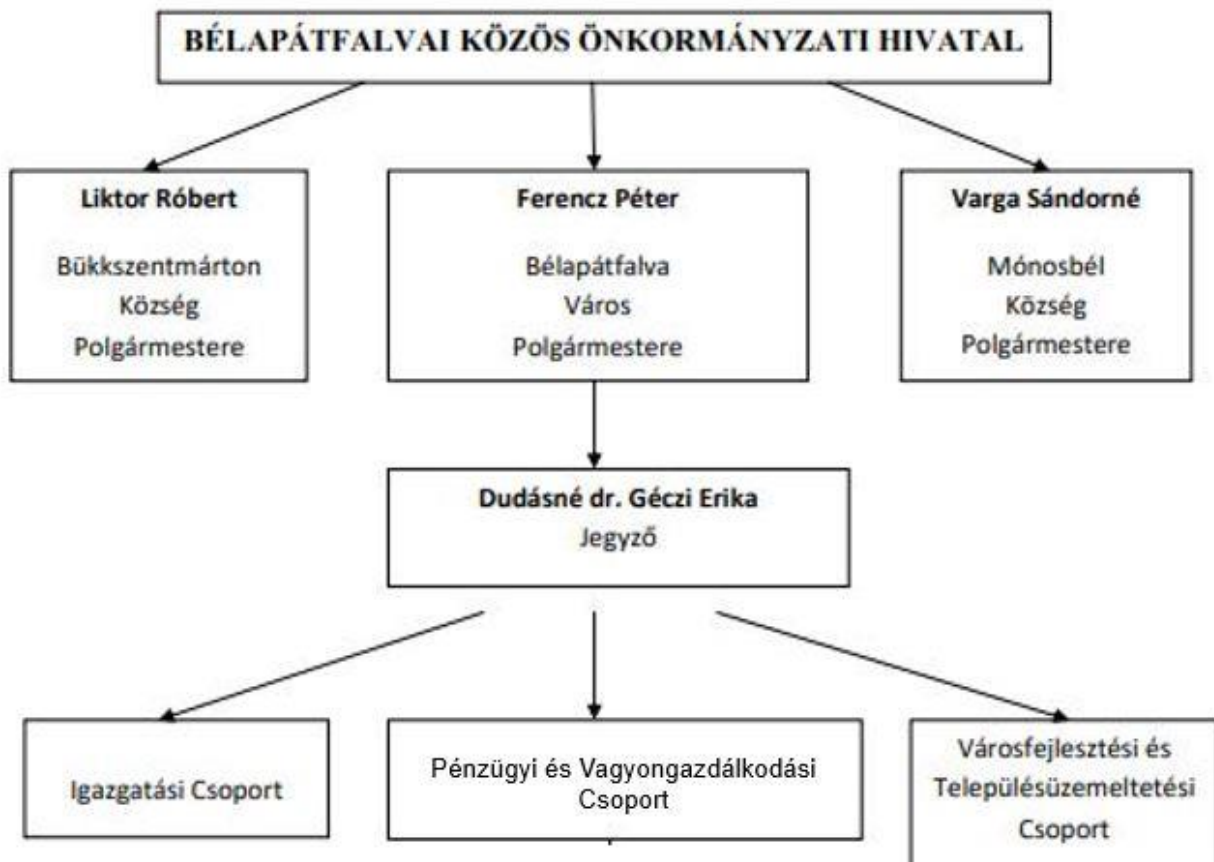 BÉLAPÁTFALVAI KÖZÖS ÖNKORMÁNYZATI HIVATAL
Liktor Róbert
Bükkszentmárton
Község
Polgármestere
Ferencz Péter
Bélapátfalva
Város
Polgármestere
Varga Sándorné
Mónosbél
Község
Polgármestere
Dudásné dr. Géczi Erika
Jegyző
Igazgatási Csoport
Pénzügyi és Vagyongazdálkodási
Csoport
Városfejlesztési és
Településüzemeltetési
Csoport